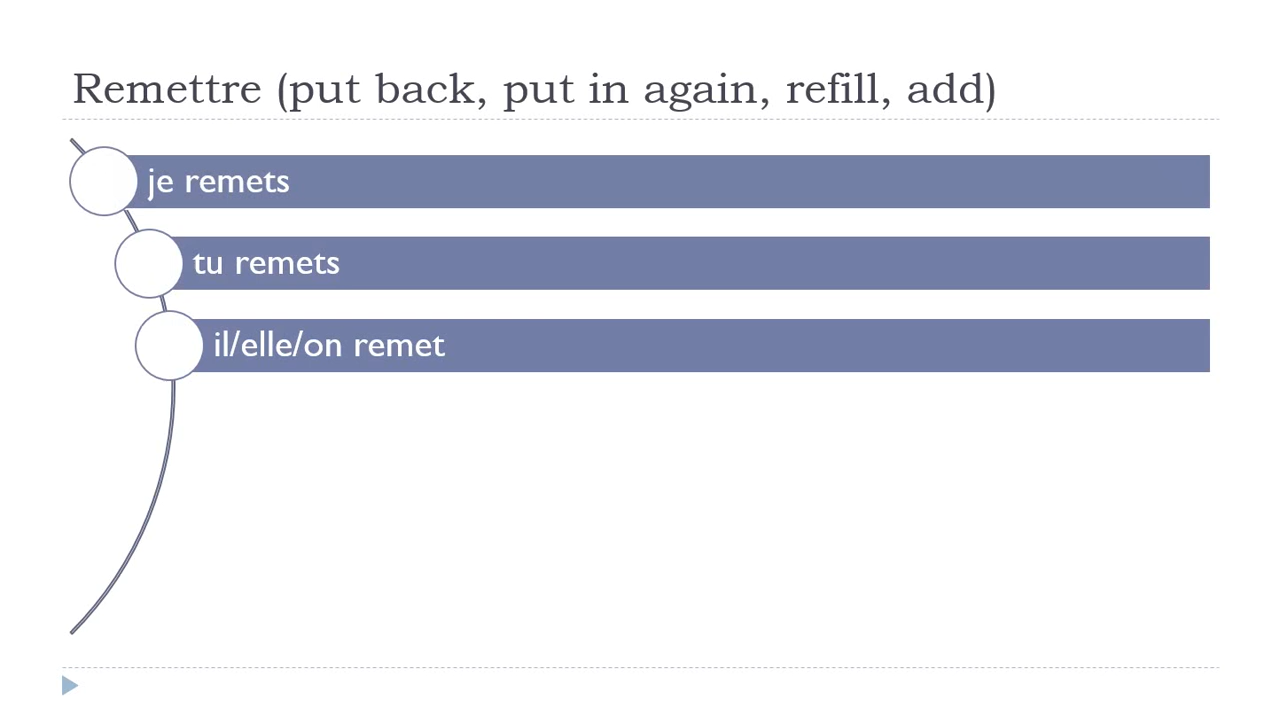 Remettre (put back, put in again, refill, add)
je remets
tu remets
il/elle/on remet